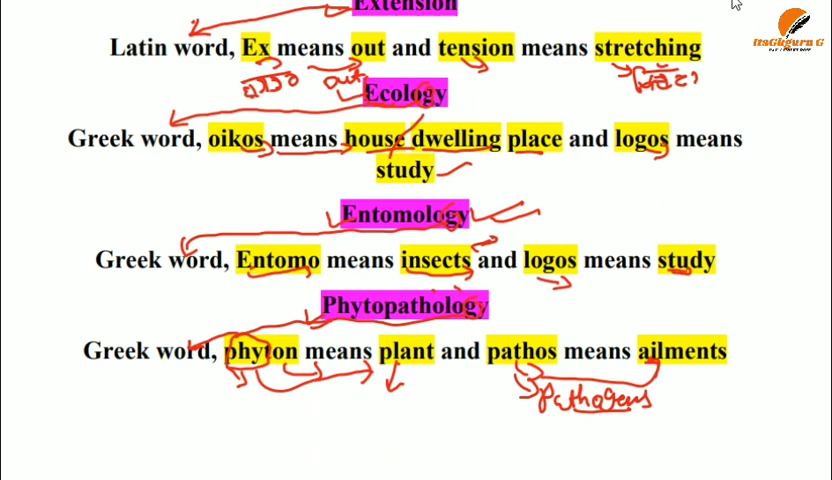 Extension
Latin word, Ex means out and tension means stretching
out
Ecology
Greek word, oikos means house dwelling place and logos means
study
Entomology
Greek word, Entomo means insects and logos means study
Phytopathology
Greek word, phyton means plant and pathos means ailments
Pathogens
ItsGkguru G